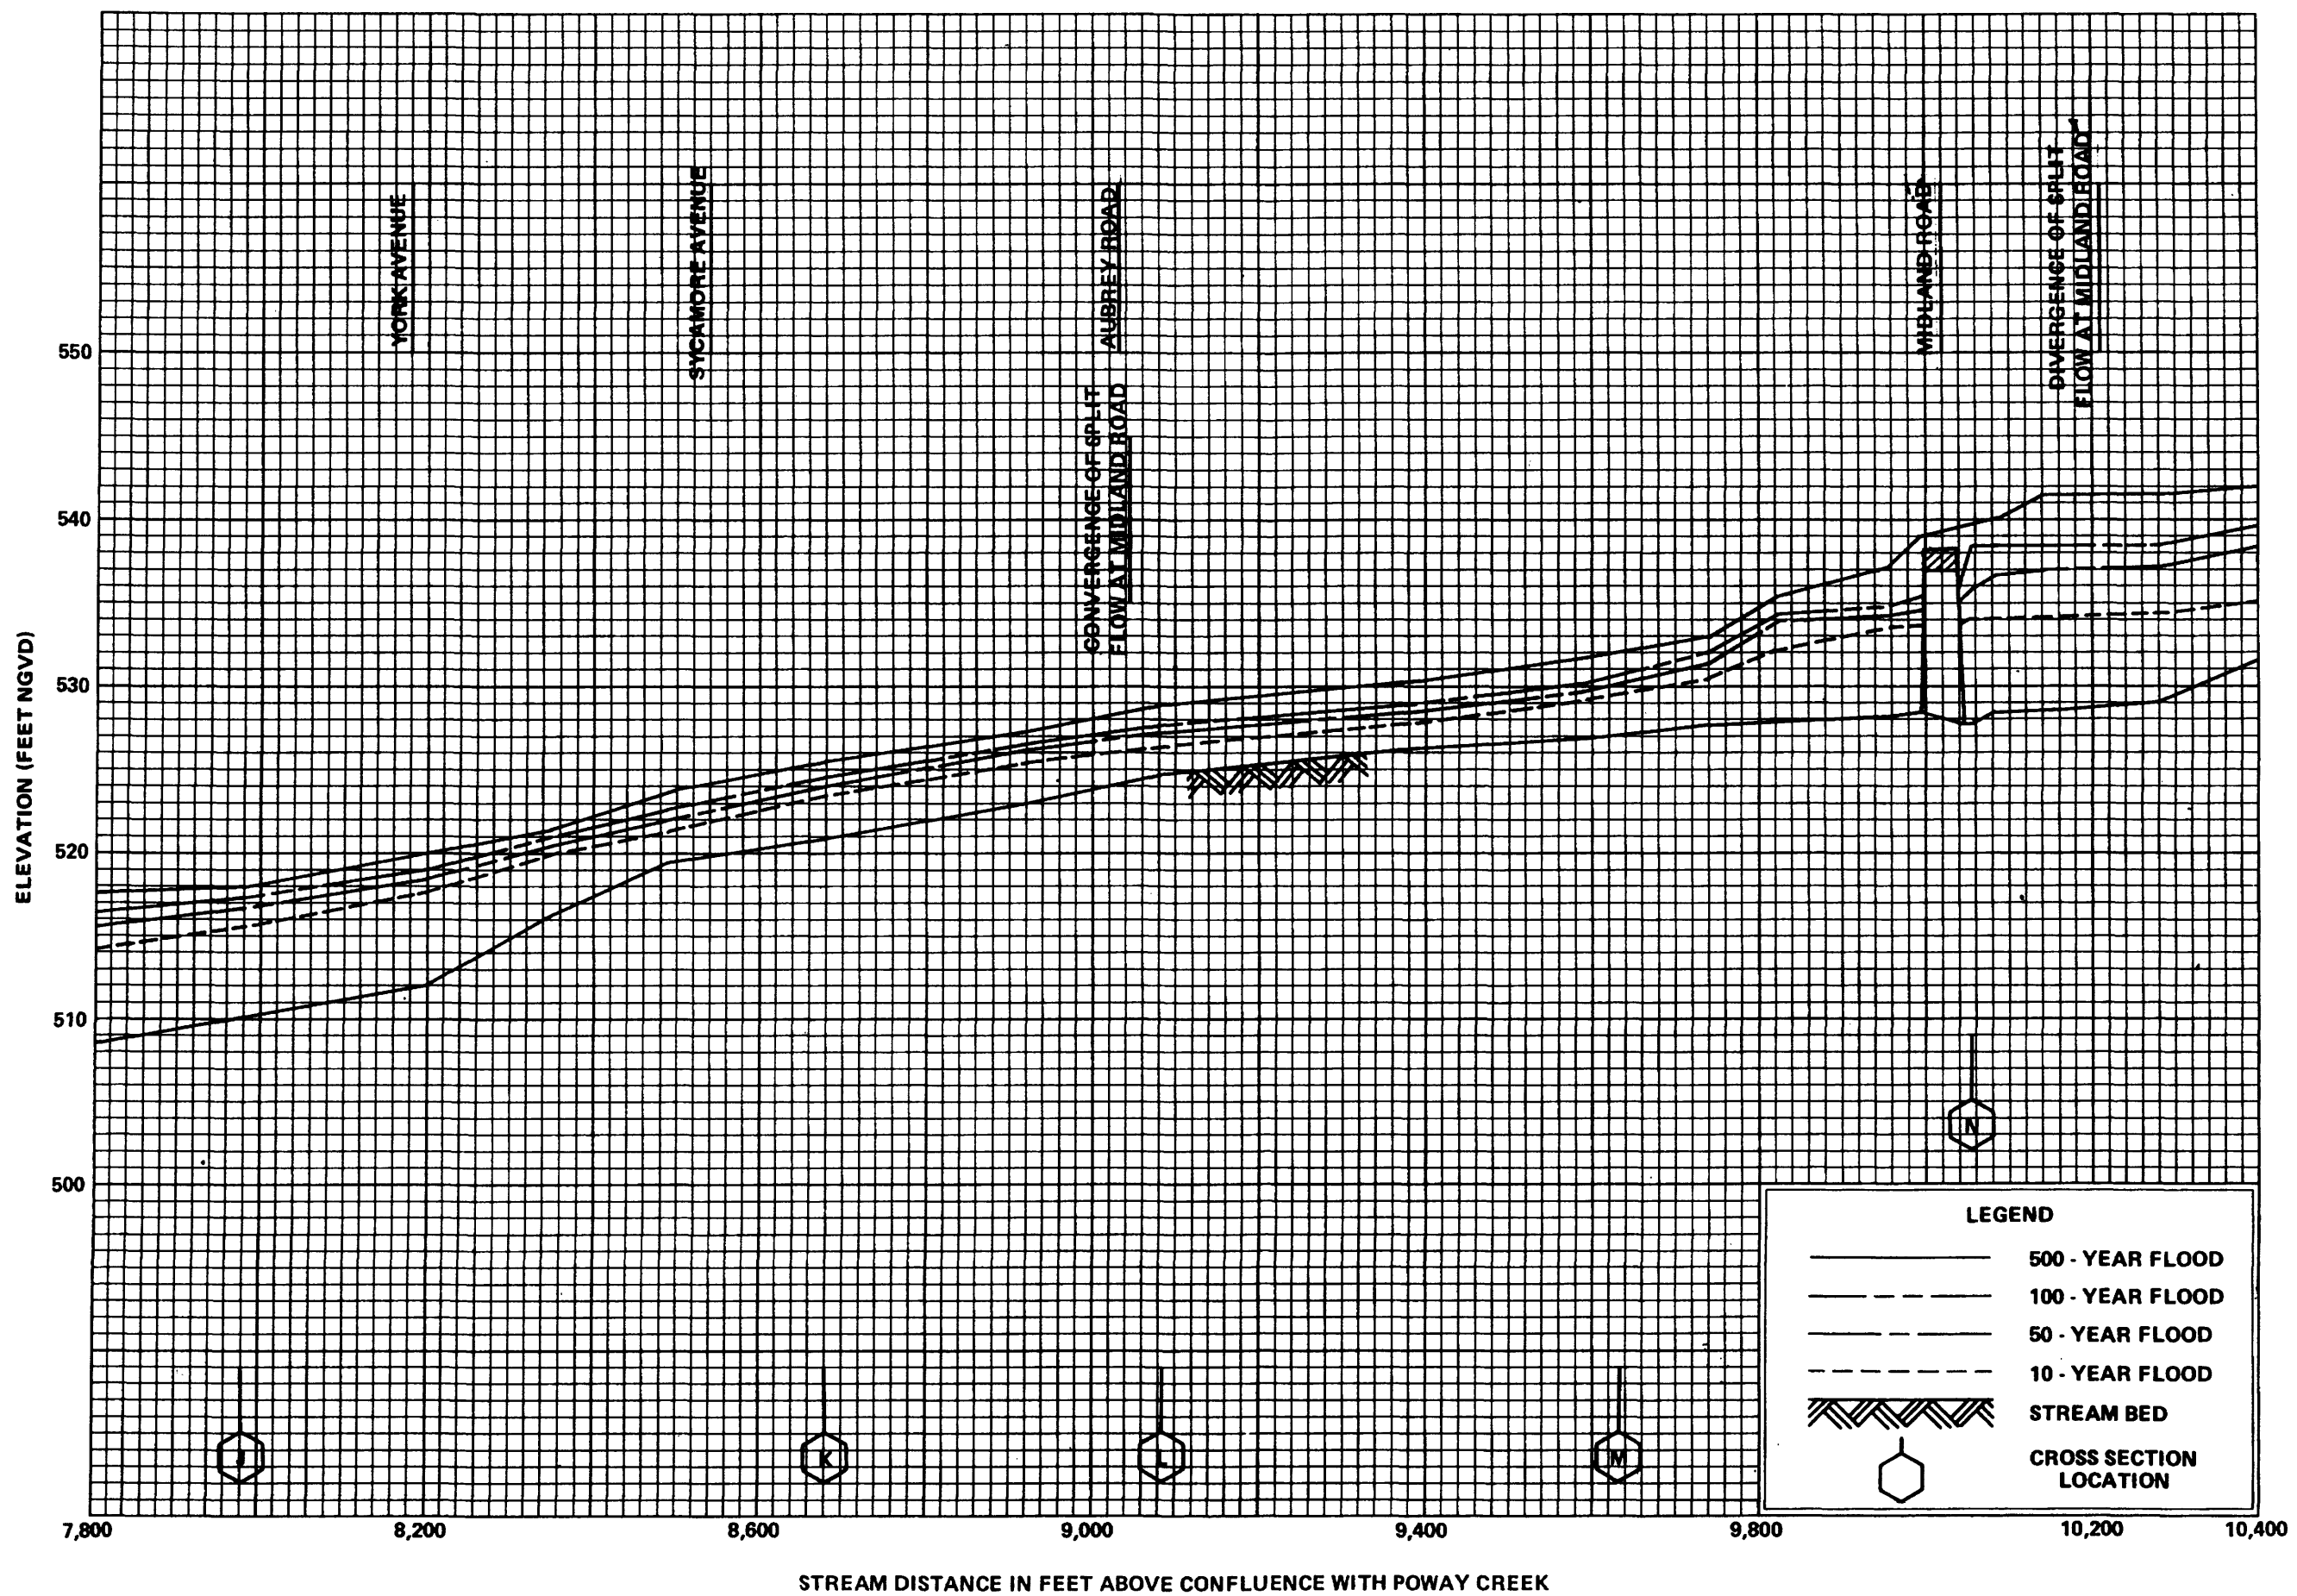 YORK AVENUE
SYCAMORE AVENUE
AUBREY ROAD
CONVERGENCE OF SPLIT
FLOW AT MIDLAND ROAD
MIDLAND ROAD
DIVERGENCE OF SPLIT
FLOW AT MIDLAND ROAD
ELEVATION (FEET NGVD)
550
540
530
520
510
500
J
K
L
M
N
LEGEND
500 - YEAR FLOOD
100 - YEAR FLOOD
50 - YEAR FLOOD
10 - YEAR FLOOD
STREAM BED
CROSS SECTION
LOCATION
7,800
8,200
8,600
9,000
9,400
9,800
10,200
10,400
STREAM DISTANCE IN FEET ABOVE CONFLUENCE WITH POWAY CREEK